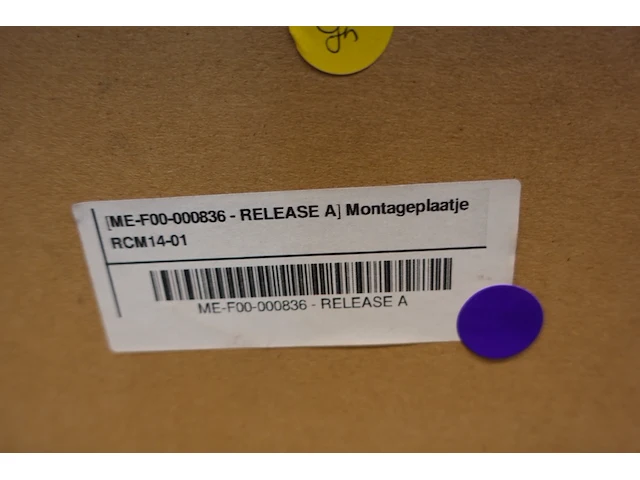 [ME-F00-000836 - RELEASE A] Montageplaatje
RCM14-01
ME-F00-000836 - RELEASE A